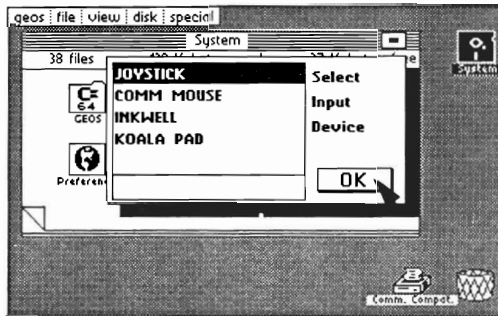 geos file view disk special
System
38 files
JOYSTICK
COMM MOUSE
INKWELL
KOALA PAD
Select
Input
Device
OK
C=
64
GEOS
Preferen
System
Comm. Compat.